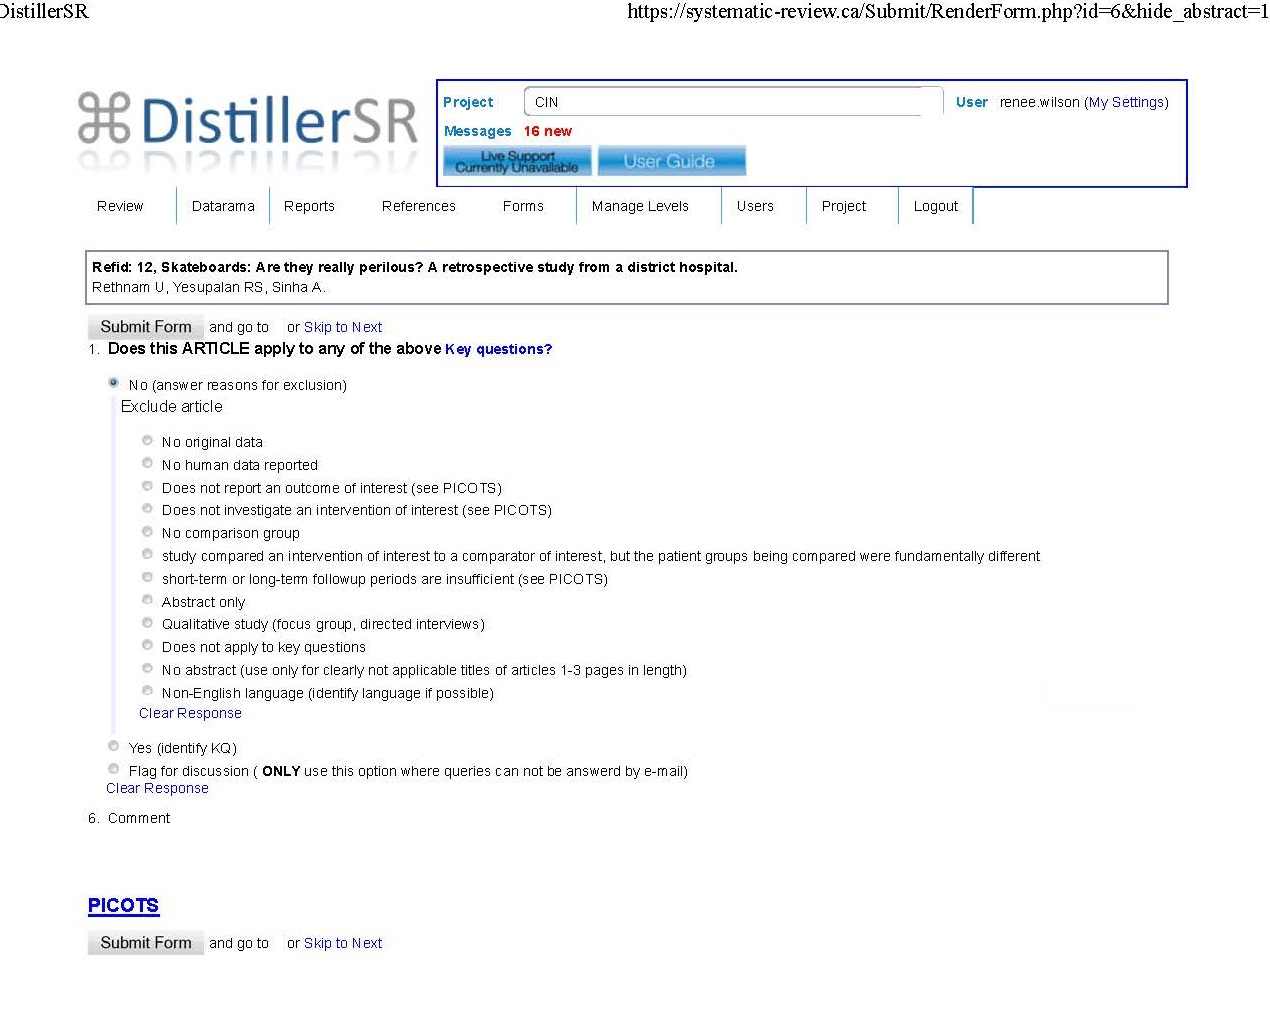 DistillerSR https://systematic-review.ca/Submit/RenderForm.php?id=6&hide_abstract=1
DistillerSR
Project CIN User renee.wilson (My Settings)
Messages 16 new
Live Support
Currently Unavailable
User Guide
Review Datarama Reports References Forms Manage Levels Users Project Logout
Refid: 12, Skateboards: Are they really perilous? A retrospective study from a district hospital.
Rethnam U, Yesupalan RS, Sinha A.
Submit Form and go to or Skip to Next
1. Does this ARTICLE apply to any of the above Key questions?
No (answer reasons for exclusion)
Exclude article
No original data
No human data reported
Does not report an outcome of interest (see PICOTS)
Does not investigate an intervention of interest (see PICOTS)
No comparison group
study compared an intervention of interest to a comparator of interest, but the patient groups being compared were fundamentally different
short-term or long-term followup periods are insufficient (see PICOTS)
Abstract only
Qualitative study (focus group, directed interviews)
Does not apply to key questions
No abstract (use only for clearly not applicable titles of articles 1-3 pages in length)
Non-English language (identify language if possible)
Clear Response
Yes (identify KQ)
Flag for discussion ( ONLY use this option where queries can not be answerd by e-mail)
Clear Response
6. Comment
PICOTS
Submit Form and go to or Skip to Next